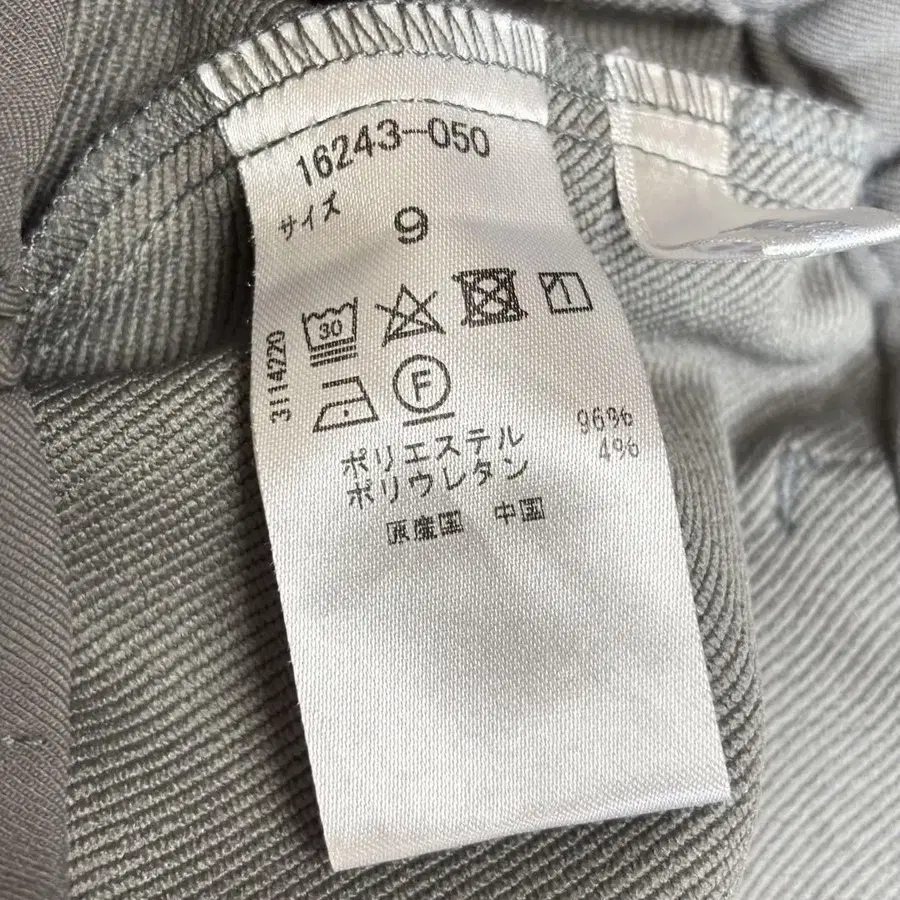 16243-050
サイズ
9
3114220
30
F
ポリエステル 96%
ポリウレタン 4%
原産国 中国